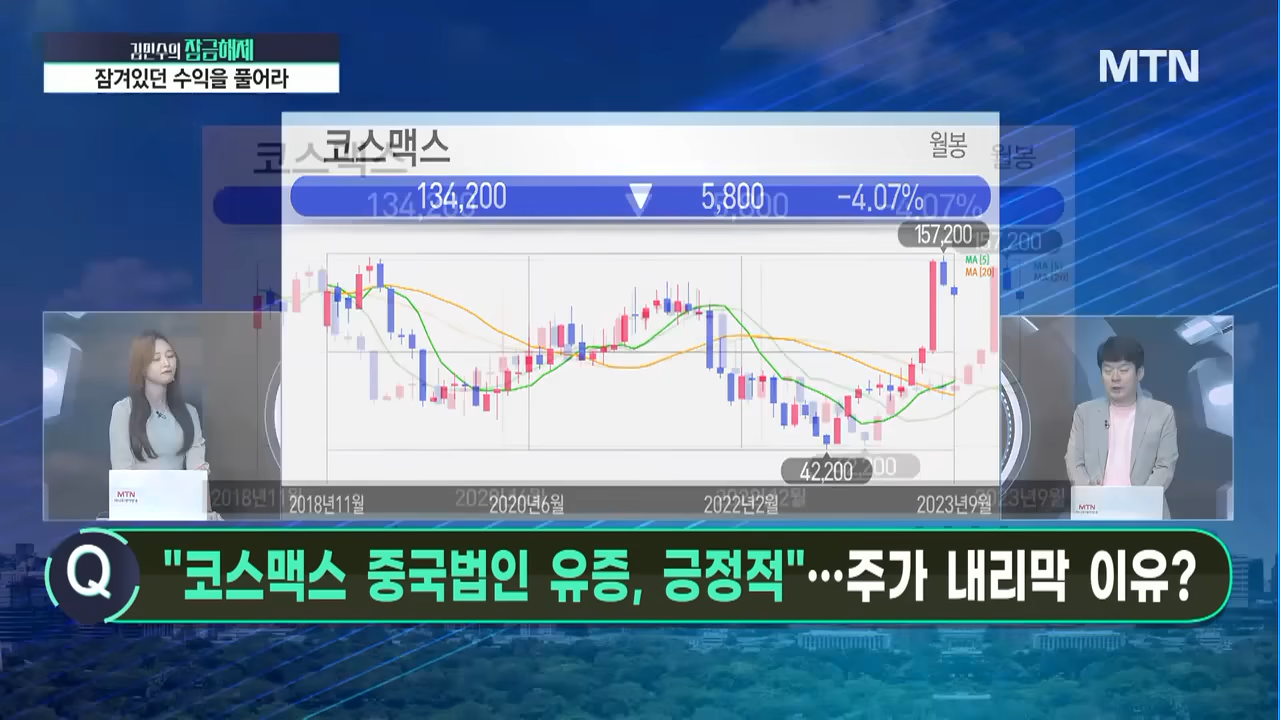 김민수의 잠금해제
잠겨있던 수익을 풀어라
MTN
코스맥스 월봉
134,200 ▼ 5,800 -4.07%
157,200
MA [5]
MA [20]
42,200
2018년11월 2020년6월 2022년2월 2023년9월
MTN
MTN
Q "코스맥스 중국법인 유증, 긍정적"…주가 내리막 이유?